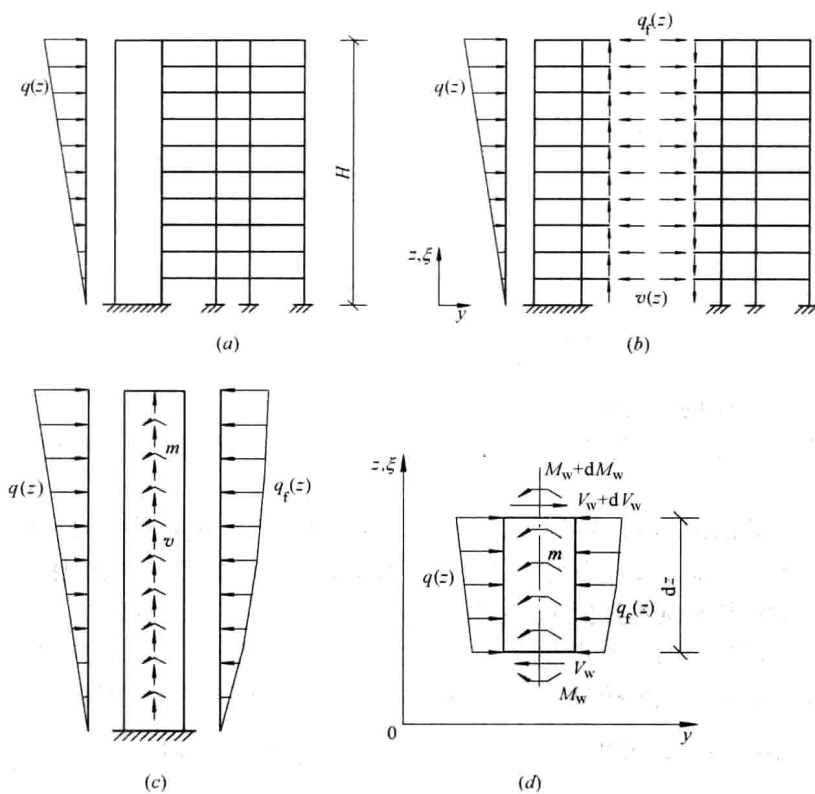 q(z)
H
(a)
q_f(z)
q(z)
z,ξ
y
v(z)
(b)
q(z)
m
v
q_f(z)
(c)
z,ξ
M_w+dM_w
V_w+dV_w
m
q(z)
q_f(z)
dz
V_w
M_w
0
y
(d)